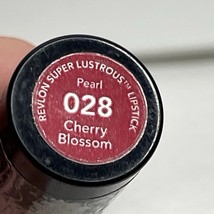 REVLON SUPER LUSTROUS™ LIPSTICK
Pearl
028
Cherry
Blossom